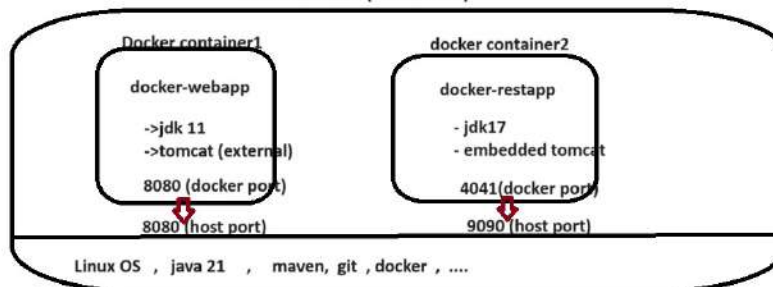 Docker container1
docker-webapp
->jdk 11
->tomcat (external)
8080 (docker port)
8080 (host port)
docker container2
docker-restapp
- jdk17
- embedded tomcat
4041(docker port)
9090 (host port)
Linux OS , java 21 , maven, git , docker , ....